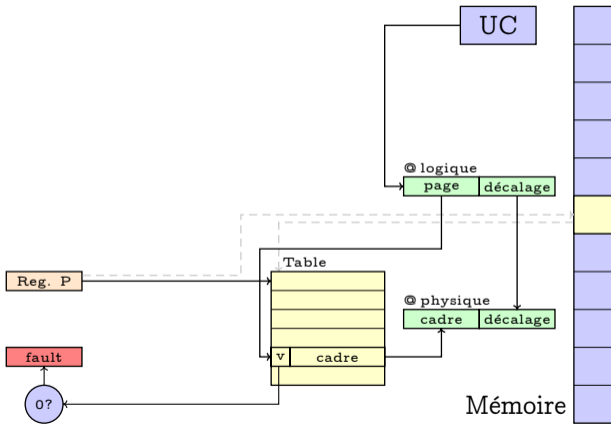 UC
@ logique
page décalage
Table
Reg. P
@ physique
cadre décalage
fault
v cadre
0?
Mémoire